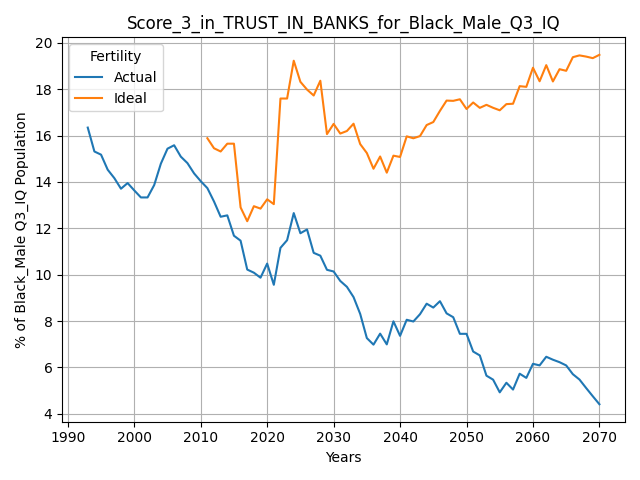 Score_3_in_TRUST_IN_BANKS_for_Black_Male_Q3_IQ
Fertility
Actual
Ideal
% of Black_Male Q3_IQ Population
20
18
16
14
12
10
8
6
4
1990 2000 2010 2020 2030 2040 2050 2060 2070
Years